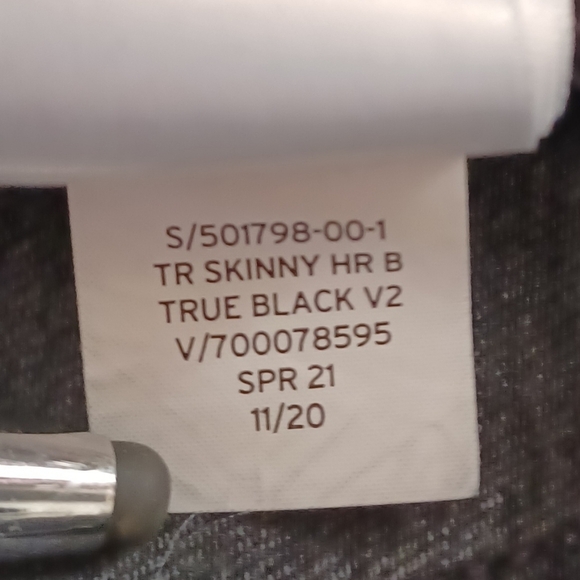 S/501798-00-1
TR SKINNY HR B
TRUE BLACK V2
V/700078595
SPR 21
11/20